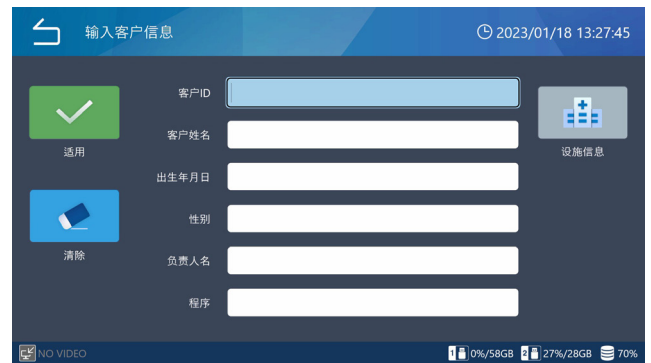 输入客户信息
2023/01/18 13:27:45
客户ID
适用
客户姓名
设施信息
出生年月日
性别
清除
负责人名
程序
NO VIDEO
1 0%/58GB 2 27%/28GB 70%